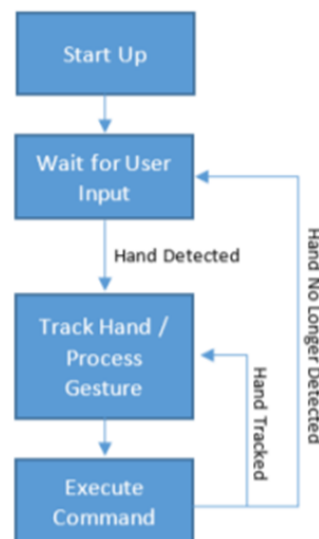 Start Up
Wait for User
Input
Hand Detected
Track Hand /
Process
Gesture
Hand Tracked
Hand No Longer Detected
Execute
Command